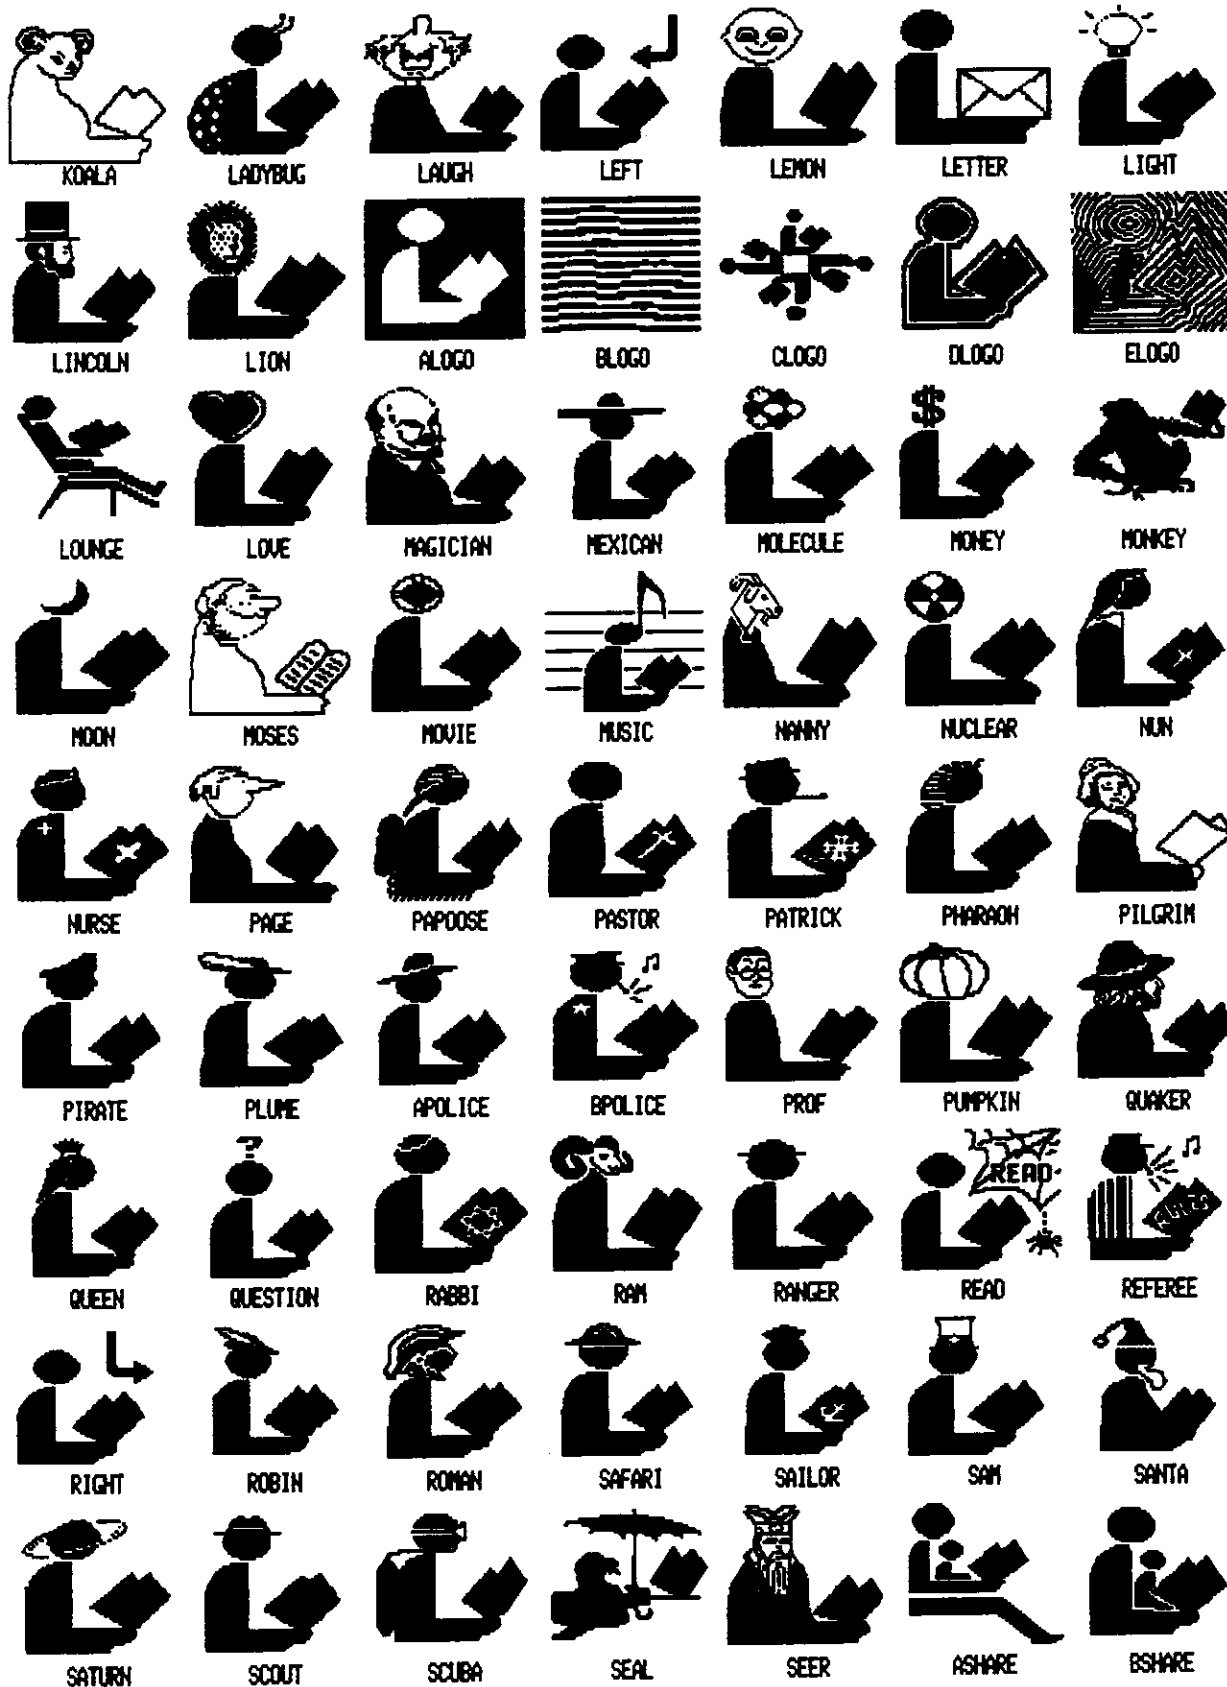 KOALA LADYBUG LAUGH LEFT LEMON LETTER LIGHT
LINCOLN LION ALOGO BLOGO CLOGO DLOGO ELOGO
LOUNGE LOVE MAGICIAN MEXICAN MOLECULE MONEY MONKEY
MOON MOSES MOVIE MUSIC NANNY NUCLEAR NUN
NURSE PAGE PAPOOSE PASTOR PATRICK PHARAOH PILGRIM
PIRATE PLUME APOLICE BPOLICE PROF PUMPKIN QUAKER
READ
QUEEN QUESTION RABBI RAM RANGER READ REFEREE
RIGHT ROBIN ROMAN SAFARI SAILOR SAM SANTA
SATURN SCOUT SCUBA SEAL SEER ASHARE BSHARE